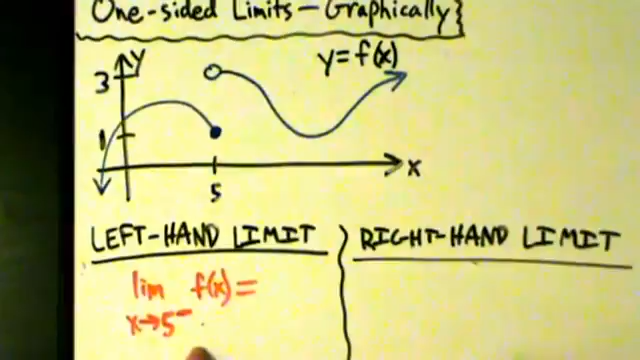 One-sided Limits - Graphically
y
3
y=f(x)
1
x
5
LEFT-HAND LIMIT
RIGHT-HAND LIMIT
lim f(x)=
x→5⁻